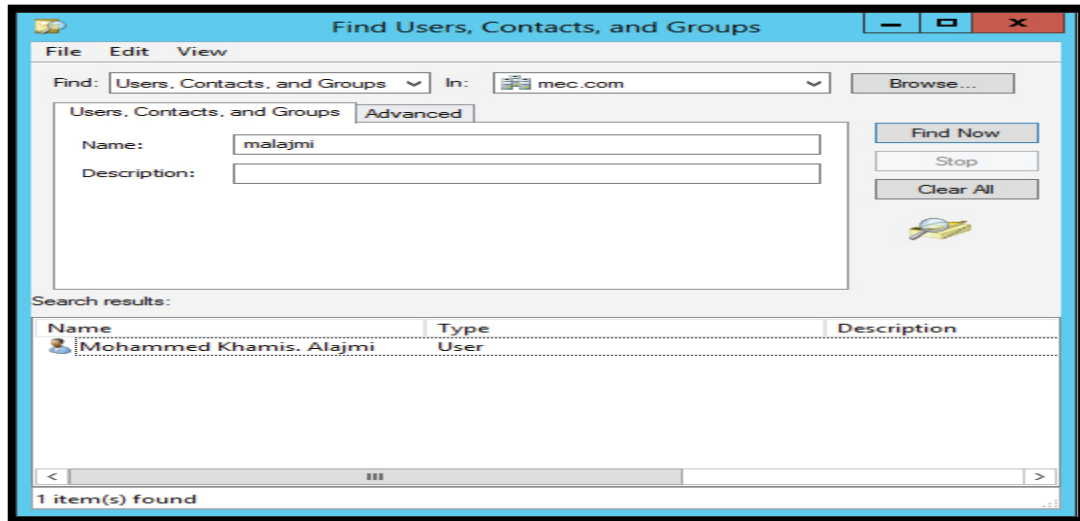 Find Users, Contacts, and Groups
File Edit View
Find: Users, Contacts, and Groups In: mec.com Browse...
Users, Contacts, and Groups Advanced
Find Now
Name: malajmi
Stop
Description:
Clear All
Search results:
Name Type Description
Mohammed Khamis. Alajmi User
1 item(s) found